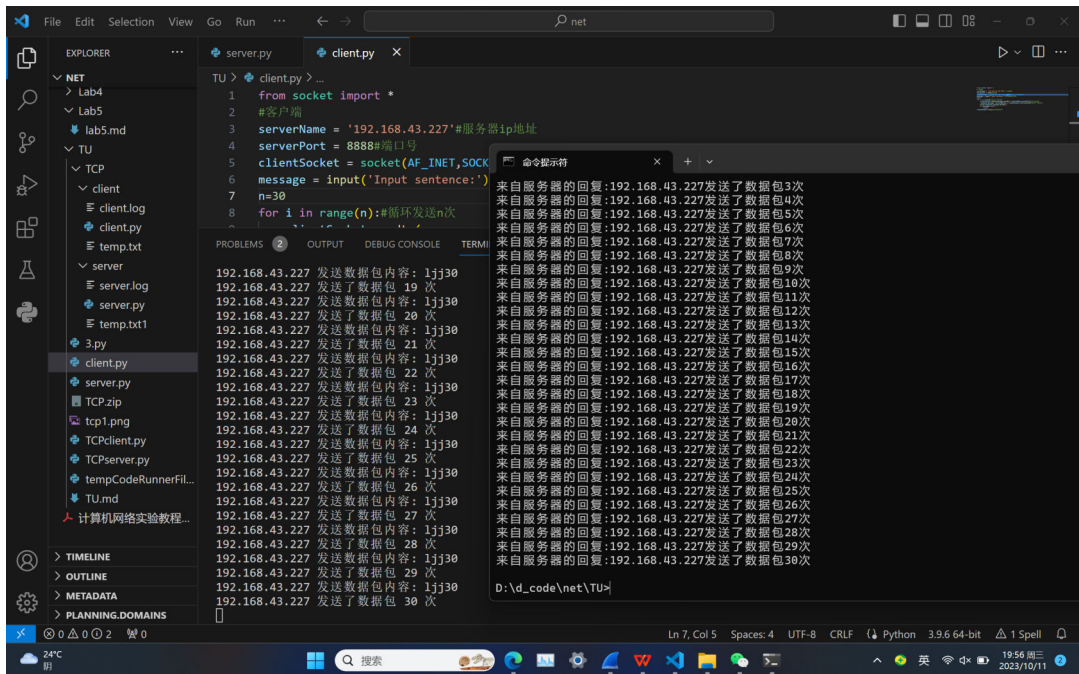 File Edit Selection View Go Run ··· net
EXPLORER ···
NET
Lab4
Lab5
lab5.md
TU
TCP
client
client.log
client.py
temp.txt
server
server.log
server.py
temp.txt1
3.py
client.py
server.py
TCP.zip
tcp1.png
TCPclient.py
TCPserver.py
tempCodeRunnerFil...
TU.md
计算机网络实验教程...
TIMELINE
OUTLINE
METADATA
PLANNING.DOMAINS
server.py client.py
TU > client.py > ...
1 from socket import *
2 #客户端
3 serverName = '192.168.43.227'#服务器ip地址
4 serverPort = 8888#端口号
5 clientSocket = socket(AF_INET,SOCK
6 message = input('Input sentence:')
7 n=30
8 for i in range(n):#循环发送n次
PROBLEMS 2 OUTPUT DEBUG CONSOLE TERMI
192.168.43.227 发送数据包内容: ljj30
192.168.43.227 发送了数据包 19 次
192.168.43.227 发送数据包内容: ljj30
192.168.43.227 发送了数据包 20 次
192.168.43.227 发送数据包内容: ljj30
192.168.43.227 发送了数据包 21 次
192.168.43.227 发送数据包内容: ljj30
192.168.43.227 发送了数据包 22 次
192.168.43.227 发送数据包内容: ljj30
192.168.43.227 发送了数据包 23 次
192.168.43.227 发送数据包内容: ljj30
192.168.43.227 发送了数据包 24 次
192.168.43.227 发送数据包内容: ljj30
192.168.43.227 发送了数据包 25 次
192.168.43.227 发送数据包内容: ljj30
192.168.43.227 发送了数据包 26 次
192.168.43.227 发送数据包内容: ljj30
192.168.43.227 发送了数据包 27 次
192.168.43.227 发送数据包内容: ljj30
192.168.43.227 发送了数据包 28 次
192.168.43.227 发送数据包内容: ljj30
192.168.43.227 发送了数据包 29 次
192.168.43.227 发送数据包内容: ljj30
192.168.43.227 发送了数据包 30 次
命令提示符
来自服务器的回复:192.168.43.227发送了数据包3次
来自服务器的回复:192.168.43.227发送了数据包4次
来自服务器的回复:192.168.43.227发送了数据包5次
来自服务器的回复:192.168.43.227发送了数据包6次
来自服务器的回复:192.168.43.227发送了数据包7次
来自服务器的回复:192.168.43.227发送了数据包8次
来自服务器的回复:192.168.43.227发送了数据包9次
来自服务器的回复:192.168.43.227发送了数据包10次
来自服务器的回复:192.168.43.227发送了数据包11次
来自服务器的回复:192.168.43.227发送了数据包12次
来自服务器的回复:192.168.43.227发送了数据包13次
来自服务器的回复:192.168.43.227发送了数据包14次
来自服务器的回复:192.168.43.227发送了数据包15次
来自服务器的回复:192.168.43.227发送了数据包16次
来自服务器的回复:192.168.43.227发送了数据包17次
来自服务器的回复:192.168.43.227发送了数据包18次
来自服务器的回复:192.168.43.227发送了数据包19次
来自服务器的回复:192.168.43.227发送了数据包20次
来自服务器的回复:192.168.43.227发送了数据包21次
来自服务器的回复:192.168.43.227发送了数据包22次
来自服务器的回复:192.168.43.227发送了数据包23次
来自服务器的回复:192.168.43.227发送了数据包24次
来自服务器的回复:192.168.43.227发送了数据包25次
来自服务器的回复:192.168.43.227发送了数据包26次
来自服务器的回复:192.168.43.227发送了数据包27次
来自服务器的回复:192.168.43.227发送了数据包28次
来自服务器的回复:192.168.43.227发送了数据包29次
来自服务器的回复:192.168.43.227发送了数据包30次
D:\d_code\net\TU>
0 0 2 0 Ln 7, Col 5 Spaces: 4 UTF-8 CRLF Python 3.9.6 64-bit 1 Spell
24°C
阴
搜索
英
19:56 周三
2023/10/11
2